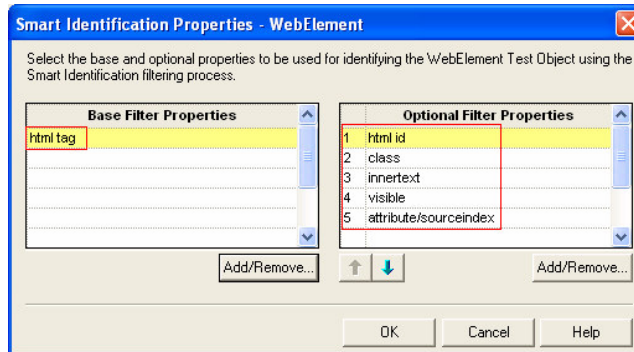 Smart Identification Properties - WebElement
Select the base and optional properties to be used for identifying the WebElement Test Object using the
Smart Identification filtering process.
Base Filter Properties
html tag
Add/Remove...
Optional Filter Properties
1 html id
2 class
3 innertext
4 visible
5 attribute/sourceindex
Add/Remove...
OK
Cancel
Help